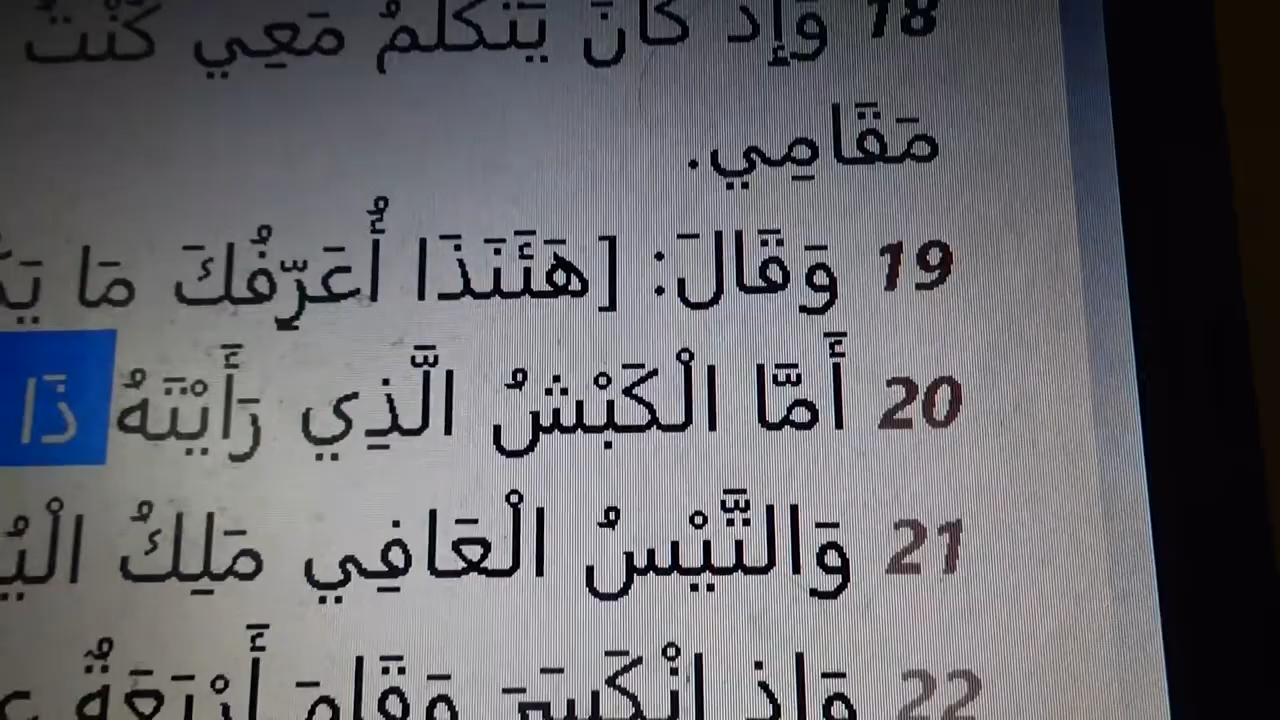 18 وَإِذْ كَانَ يَتَكَلَّمُ مَعِي كُنْتُ
مَقَامِي.
19 وَقَالَ: [هَئَنَذَا أُعَرِّفُكَ مَا
20 أَمَّا الْكَبْشُ الَّذِي رَأَيْتَهُ ذَا
21 وَالتَّيْسُ الْعَافِي مَلِكُ
22 وَإِذِ انْكَسَرَ وَقَامَ أَرْبَعَةٌ